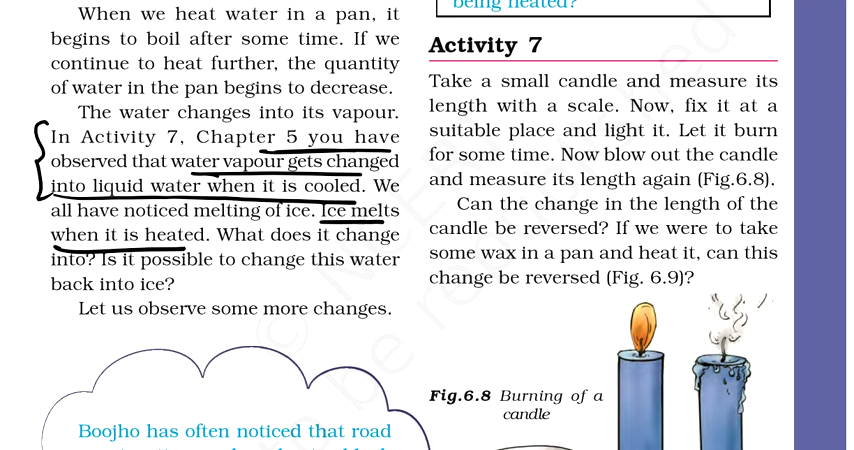 When we heat water in a pan, it
begins to boil after some time. If we
continue to heat further, the quantity
of water in the pan begins to decrease.
The water changes into its vapour.
In Activity 7, Chapter 5 you have
observed that water vapour gets changed
into liquid water when it is cooled. We
all have noticed melting of ice. Ice melts
when it is heated. What does it change
into? Is it possible to change this water
back into ice?
Let us observe some more changes.
Boojho has often noticed that road
being heated?
Activity 7
Take a small candle and measure its
length with a scale. Now, fix it at a
suitable place and light it. Let it burn
for some time. Now blow out the candle
and measure its length again (Fig.6.8).
Can the change in the length of the
candle be reversed? If we were to take
some wax in a pan and heat it, can this
change be reversed (Fig. 6.9)?
Fig.6.8 Burning of a
candle